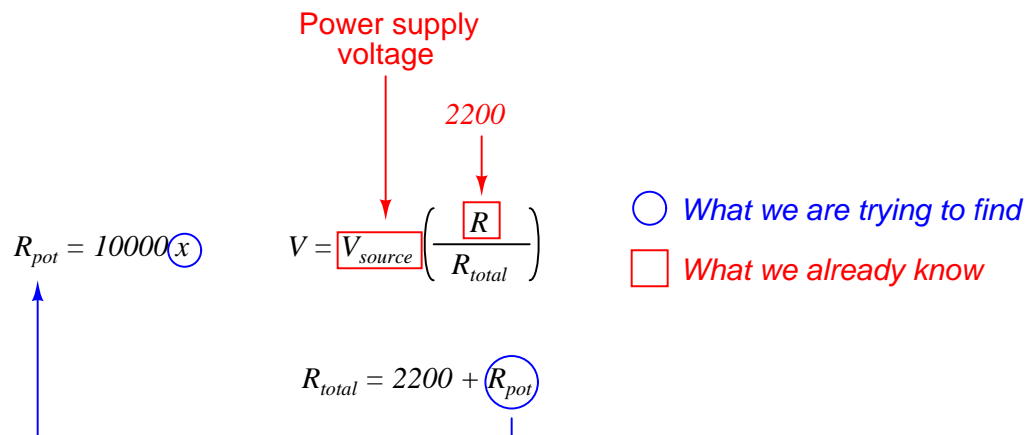 Power supply
voltage
2200
What we are trying to find
R_pot = 10000 x
V = V_source ( R / R_total )
What we already know
R_total = 2200 + R_pot